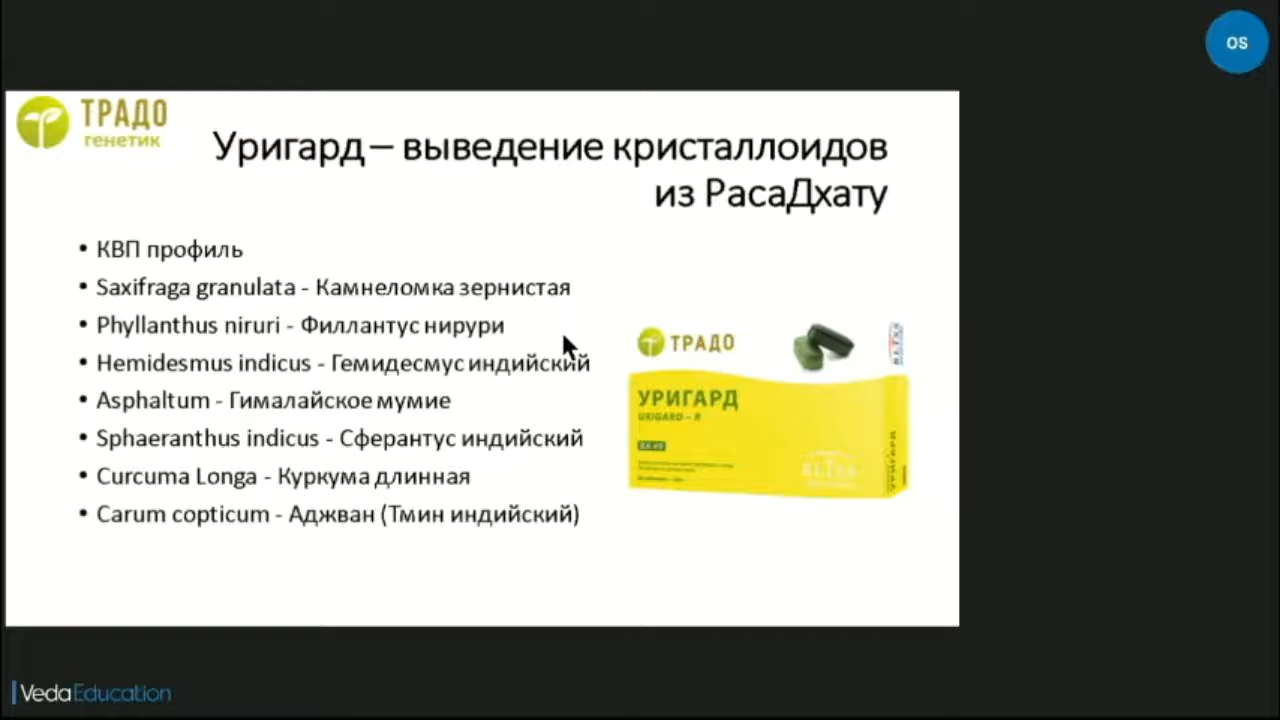 OS
ТРАДО
генетик
Уригард – выведение кристаллоидов
из РасаДхату
• КВП профиль
• Saxifraga granulata - Камнеломка зернистая
• Phyllanthus niruri - Филлантус нирури
• Hemidesmus indicus - Гемидесмус индийский
• Asphaltum - Гималайское мумие
• Sphaeranthus indicus - Сферантус индийский
• Curcuma Longa - Куркума длинная
• Carum copticum - Аджван (Тмин индийский)
ТРАДО
УРИГАРД
URIGARD – R
УРИГАРД
VedaEducation